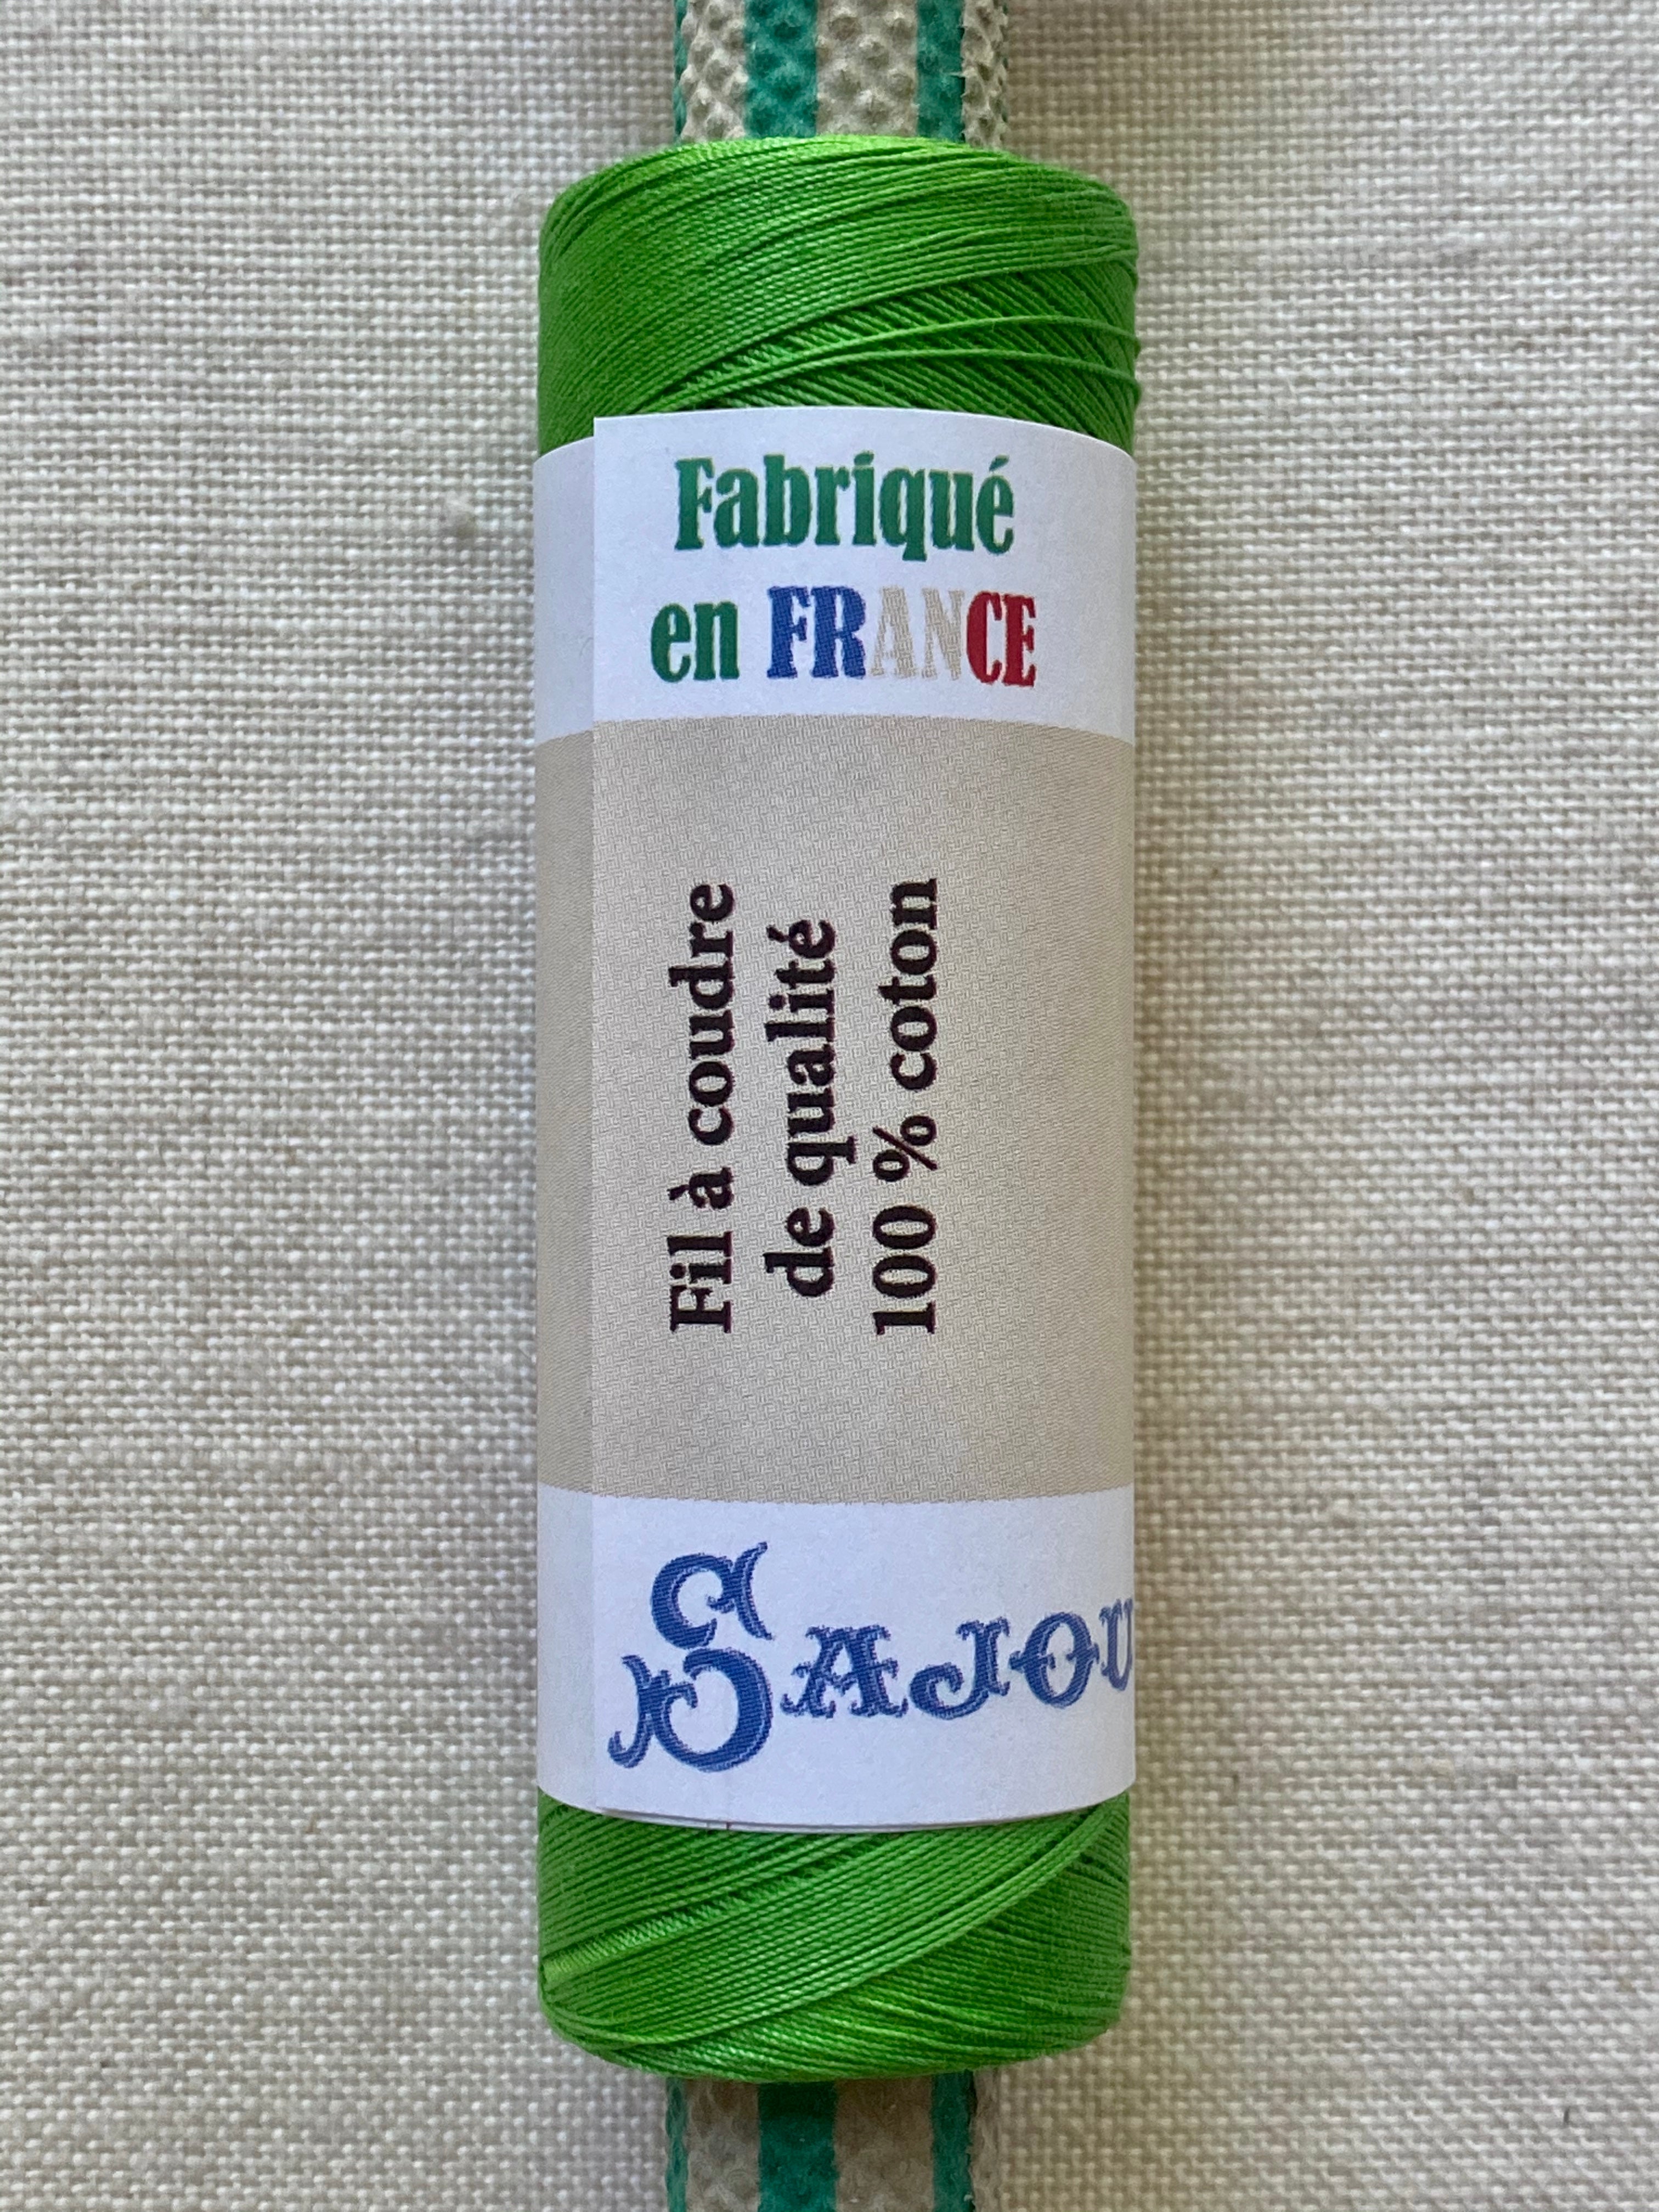 Fabriqué
en FRANCE
Fil à coudre
de qualité
100 % coton
SAJOU